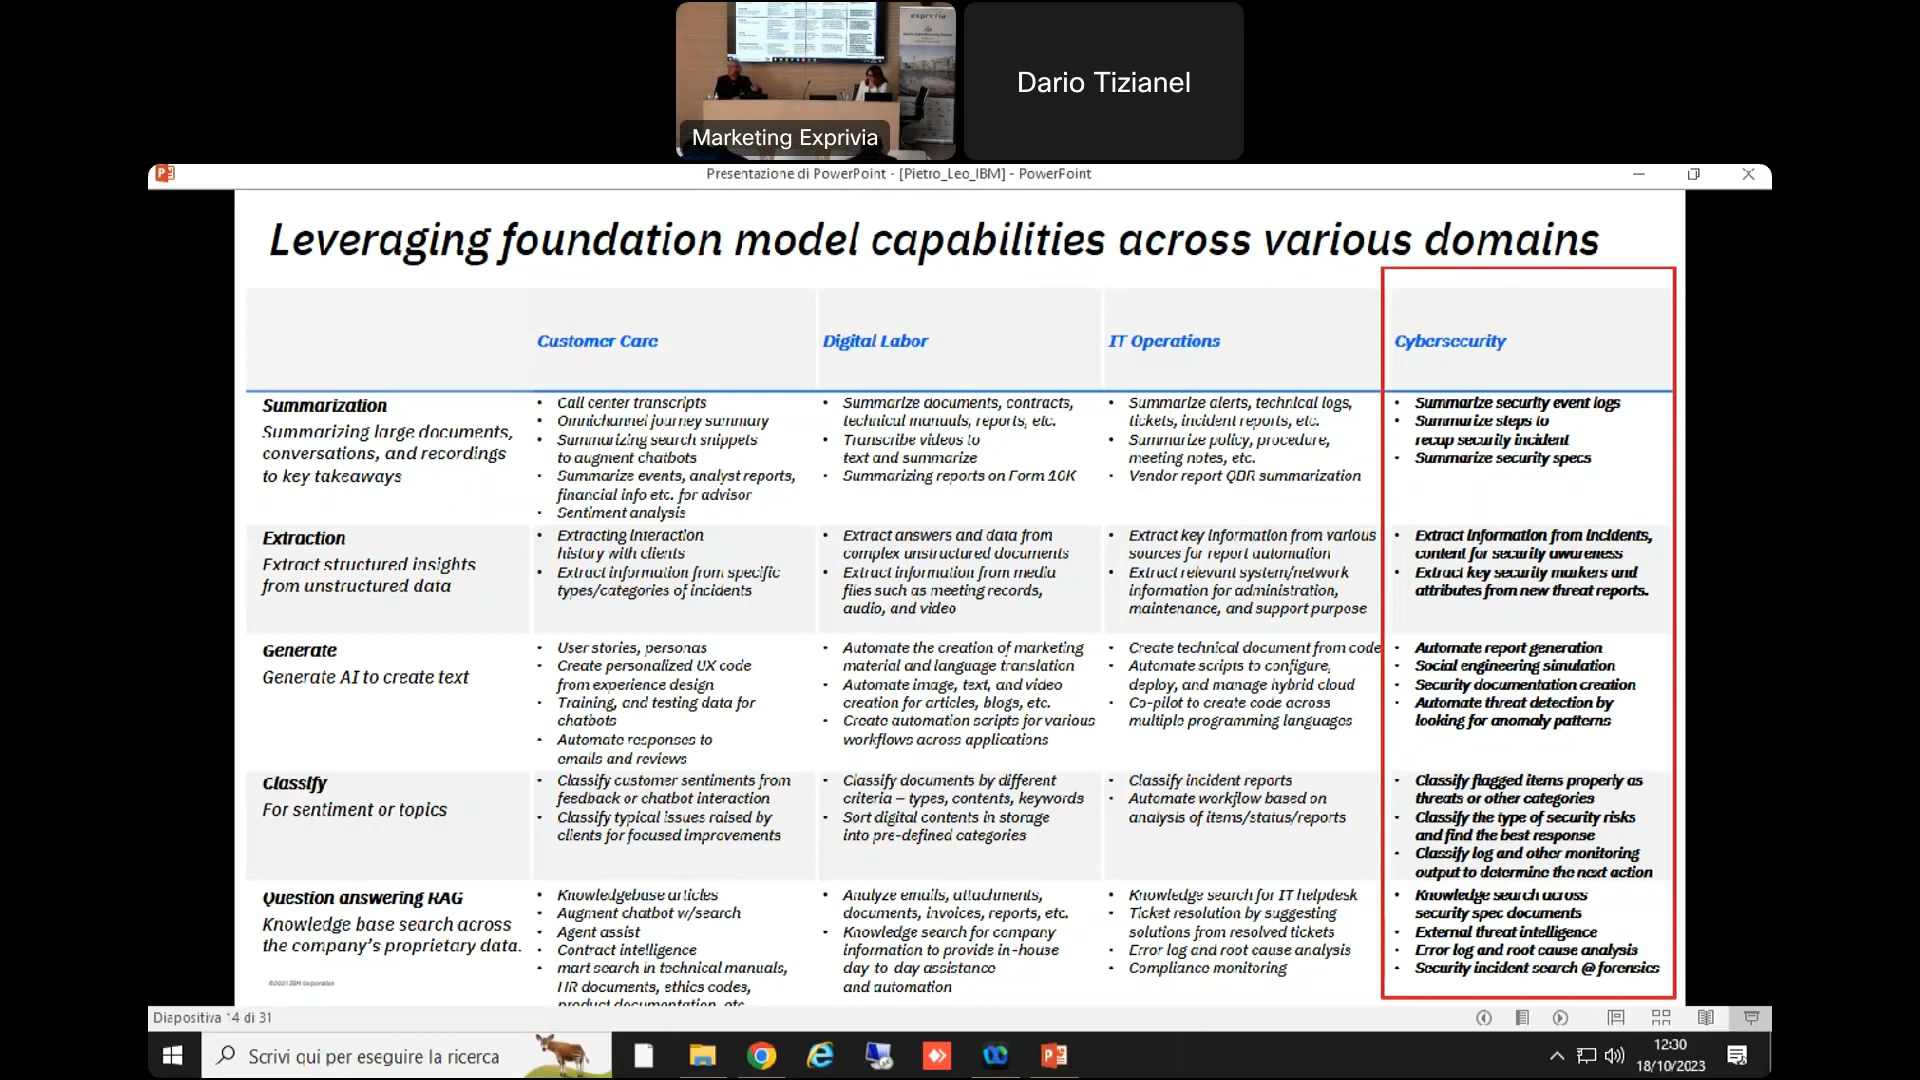 exprivia
Dario Tizianel
Marketing Exprivia
Presentazione di PowerPoint - [Pietro_Leo_IBM] - PowerPoint
Leveraging foundation model capabilities across various domains
Customer Care
Digital Labor
IT Operations
Cybersecurity
Summarization
Summarizing large documents,
conversations, and recordings
to key takeaways
• Call center transcripts
• Omnichannel journey summary
• Summarizing search snippets
to augment chatbots
• Summarize events, analyst reports,
financial info etc. for advisor
• Sentiment analysis
• Summarize documents, contracts,
technical manuals, reports, etc.
• Transcribe videos to
text and summarize
• Summarizing reports on Form 10K
• Summarize alerts, technical logs,
tickets, incident reports, etc.
• Summarize policy, procedure,
meeting notes, etc.
• Vendor report QBR summarization
• Summarize security event logs
• Summarize steps to
recap security incident
• Summarize security specs
Extraction
Extract structured insights
from unstructured data
• Extracting interaction
history with clients
• Extract information from specific
types/categories of incidents
• Extract answers and data from
complex unstructured documents
• Extract information from media
files such as meeting records,
audio, and video
• Extract key information from various
sources for report automation
• Extract relevant system/network
information for administration,
maintenance, and support purpose
• Extract information from incidents,
content for security awareness
• Extract key security markers and
attributes from new threat reports.
Generate
Generate AI to create text
• User stories, personas
• Create personalized UX code
from experience design
• Training, and testing data for
chatbots
• Automate responses to
emails and reviews
• Automate the creation of marketing
material and language translation
• Automate image, text, and video
creation for articles, blogs, etc.
• Create automation scripts for various
workflows across applications
• Create technical document from code
• Automate scripts to configure,
deploy, and manage hybrid cloud
• Co-pilot to create code across
multiple programming languages
• Automate report generation
• Social engineering simulation
• Security documentation creation
• Automate threat detection by
looking for anomaly patterns
Classify
For sentiment or topics
• Classify customer sentiments from
feedback or chatbot interaction
• Classify typical issues raised by
clients for focused improvements
• Classify documents by different
criteria – types, contents, keywords
• Sort digital contents in storage
into pre-defined categories
• Classify incident reports
• Automate workflow based on
analysis of items/status/reports
• Classify flagged items properly as
threats or other categories
• Classify the type of security risks
and find the best response
• Classify log and other monitoring
output to determine the next action
Question answering RAG
Knowledge base search across
the company's proprietary data.
• Knowledgebase articles
• Augment chatbot w/search
• Agent assist
• Contract intelligence
• mart search in technical manuals,
HR documents, ethics codes,
product documentation, etc.
• Analyze emails, attachments,
documents, invoices, reports, etc.
• Knowledge search for company
information to provide in-house
day-to-day assistance
and automation
• Knowledge search for IT helpdesk
• Ticket resolution by suggesting
solutions from resolved tickets
• Error log and root cause analysis
• Compliance monitoring
• Knowledge search across
security spec documents
• External threat intelligence
• Error log and root cause analysis
• Security incident search @ forensics
©2021 IBM Corporation
Diapositiva 14 di 31
Scrivi qui per eseguire la ricerca
12:30
18/10/2023